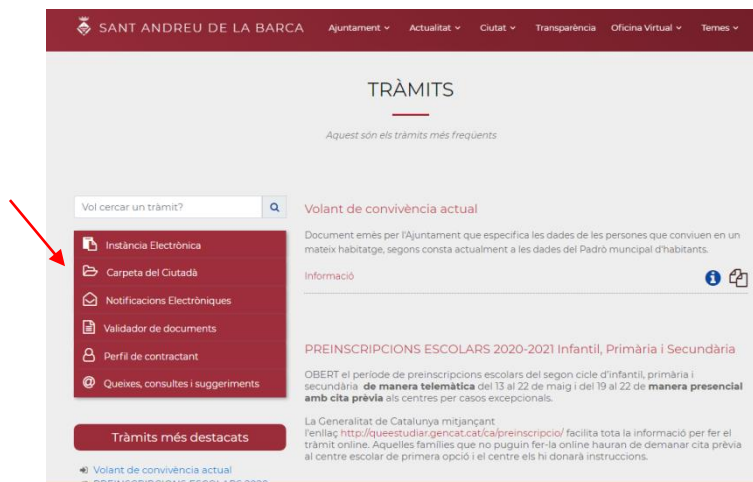 SANT ANDREU DE LA BARCA
Ajuntament
Actualitat
Ciutat
Transparència
Oficina Virtual
Temes
TRÀMITS
Aquest són els tràmits més freqüents
Vol cercar un tràmit?
Instància Electrònica
Carpeta del Ciutadà
Notificacions Electròniques
Validador de documents
Perfil de contractant
Queixes, consultes i suggeriments
Tràmits més destacats
Volant de convivència actual
PREINSCRIPCIONS ESCOLARS 2020-
Volant de convivència actual
Document emès per l'Ajuntament que especifica les dades de les persones que conviuen en un
mateix habitatge, segons consta actualment a les dades del Padró muncipal d'habitants.
Informació
PREINSCRIPCIONS ESCOLARS 2020-2021 Infantil, Primària i Secundària
OBERT el període de preinscripcions escolars del segon cicle d'infantil, primària i
secundària de manera telemàtica del 13 al 22 de maig i del 19 al 22 de manera presencial
amb cita prèvia als centres per casos excepcionals.
La Generalitat de Catalunya mitjançant
l'enllaç http://queestudiar.gencat.cat/ca/preinscripcio/ facilita tota la informació per fer el
tràmit online. Aquelles famílies que no puguin fer-la online hauran de demanar cita prèvia
al centre escolar de primera opció i el centre els hi donarà instruccions.